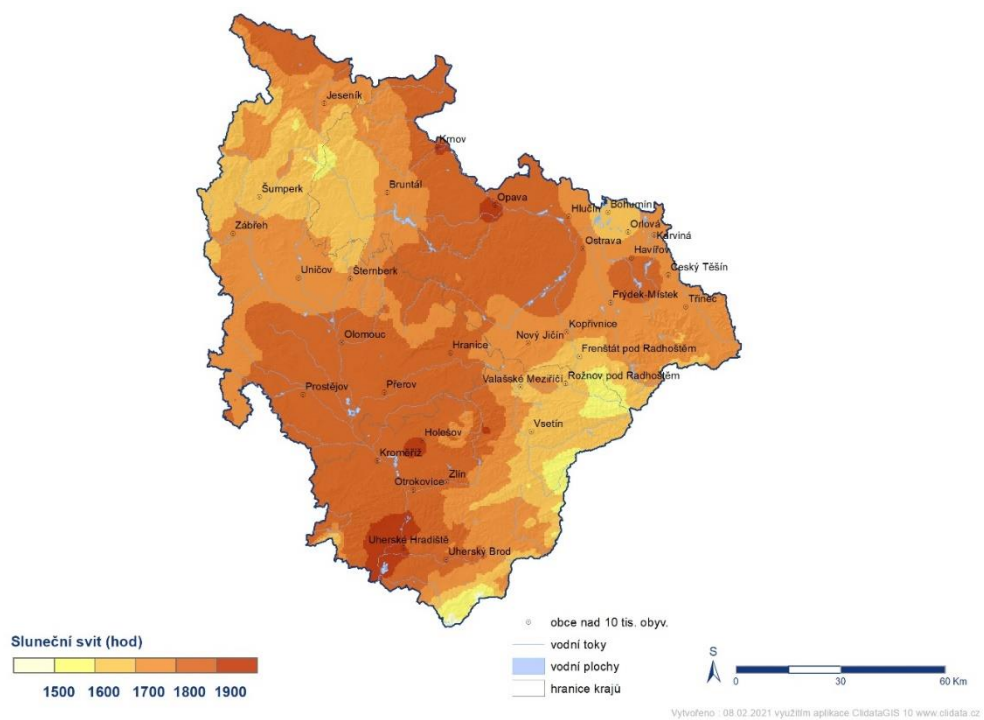 Jeseník
Krnov
Šumperk
Bruntál
Opava
Hlučín
Bohumín
Zábřeh
Orlová
Karviná
Ostrava
Havířov
Uničov
Šternberk
Český Těšín
Frýdek-Místek
Třinec
Olomouc
Nový Jičín
Kopřivnice
Hranice
Frenštát pod Radhoštěm
Valašské Meziříčí
Rožnov pod Radhoštěm
Prostějov
Přerov
Holešov
Vsetín
Kroměříž
Zlín
Otrokovice
Uherské Hradiště
Uherský Brod
Sluneční svit (hod)
1500 1600 1700 1800 1900
obce nad 10 tis. obyv.
vodní toky
vodní plochy
hranice krajů
S
0 30 60 Km
Vytvořeno : 08.02.2021 využitím aplikace ClidataGIS 10 www.clidata.cz